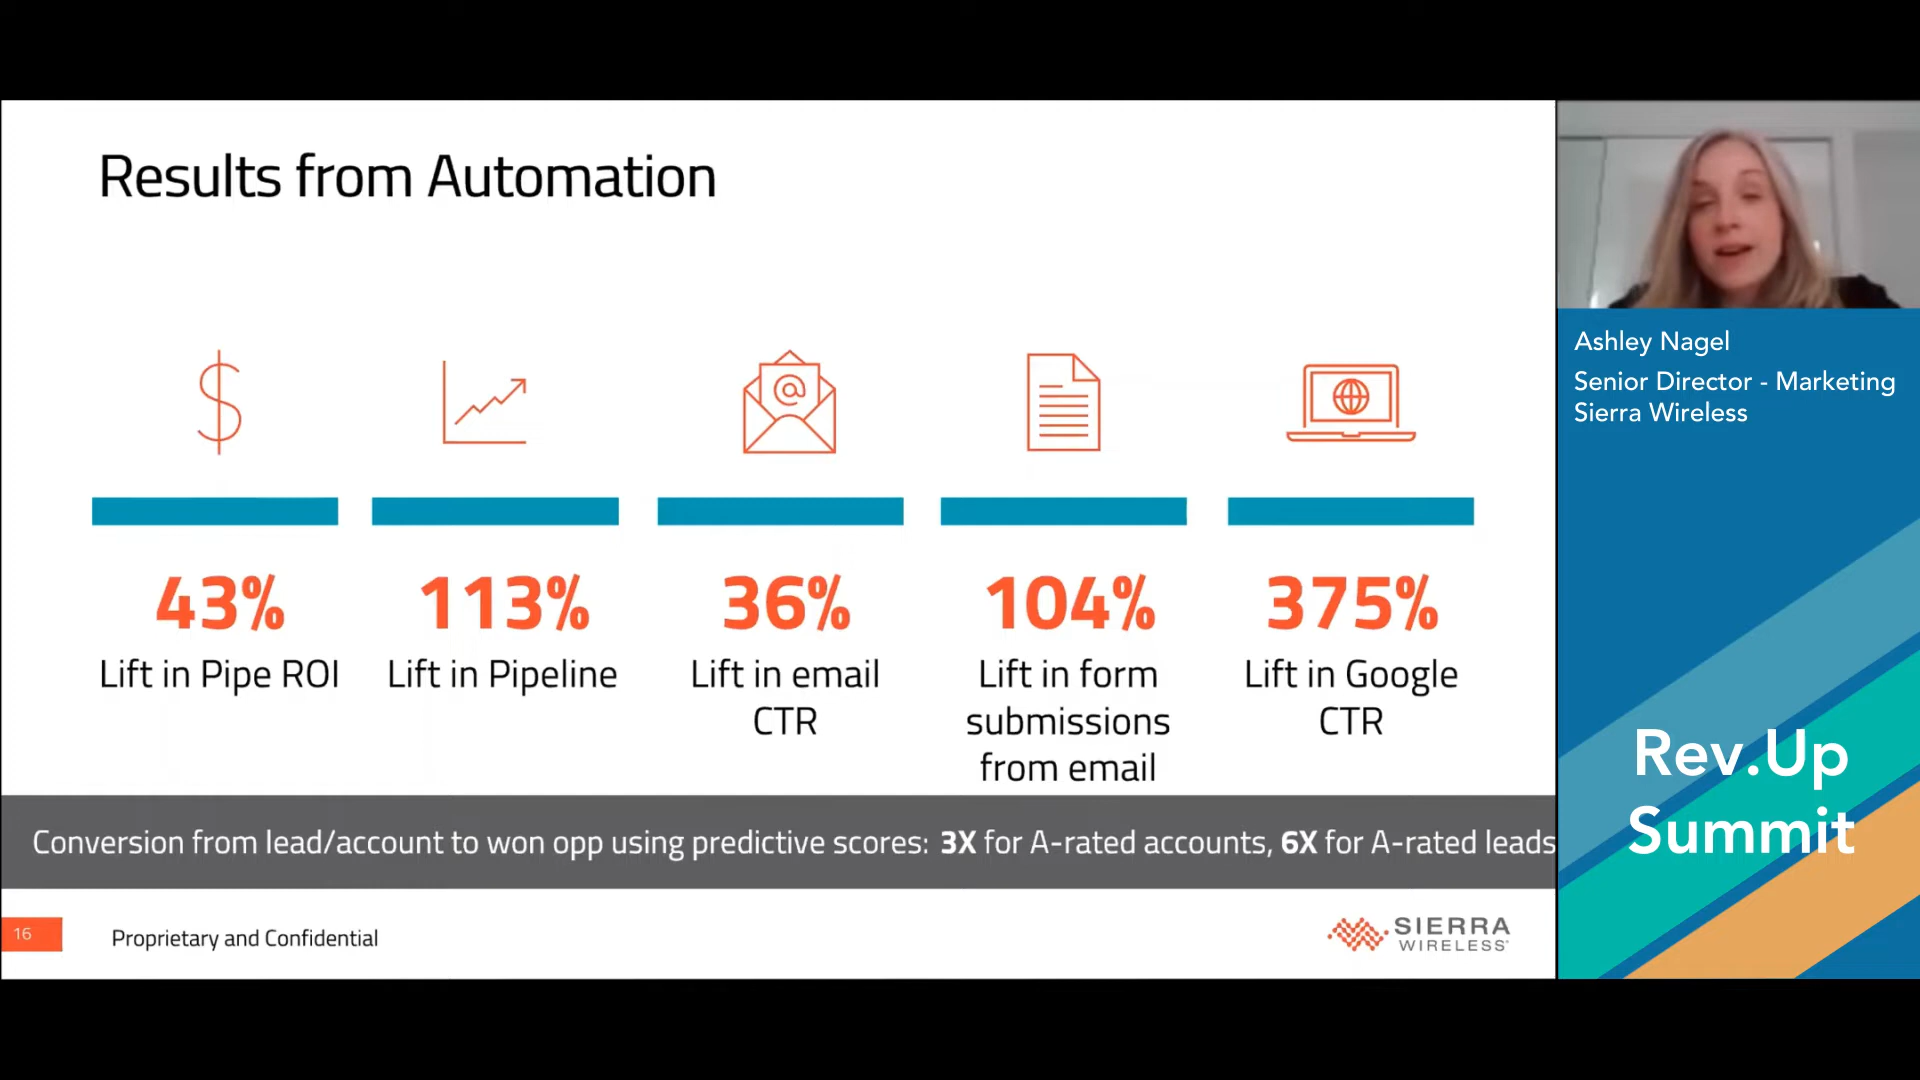 Results from Automation
@
43%
Lift in Pipe ROI
113%
Lift in Pipeline
36%
Lift in email
CTR
104%
Lift in form
submissions
from email
375%
Lift in Google
CTR
Conversion from lead/account to won opp using predictive scores: 3X for A-rated accounts, 6X for A-rated leads
16
Proprietary and Confidential
SIERRA
WIRELESS
Ashley Nagel
Senior Director - Marketing
Sierra Wireless
Rev.Up
Summit